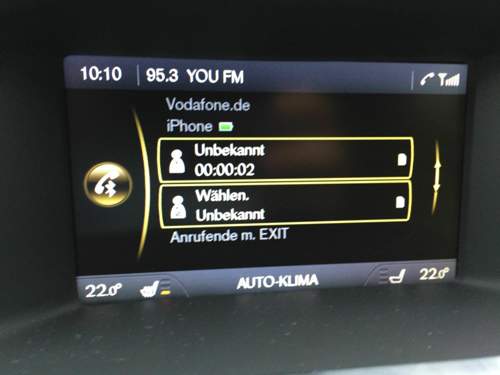 10:10 95.3 YOU FM
Vodafone.de
iPhone
Unbekannt
00:00:02
Wählen.
Unbekannt
Anrufende m. EXIT
22.0° AUTO-KLIMA 22.0°